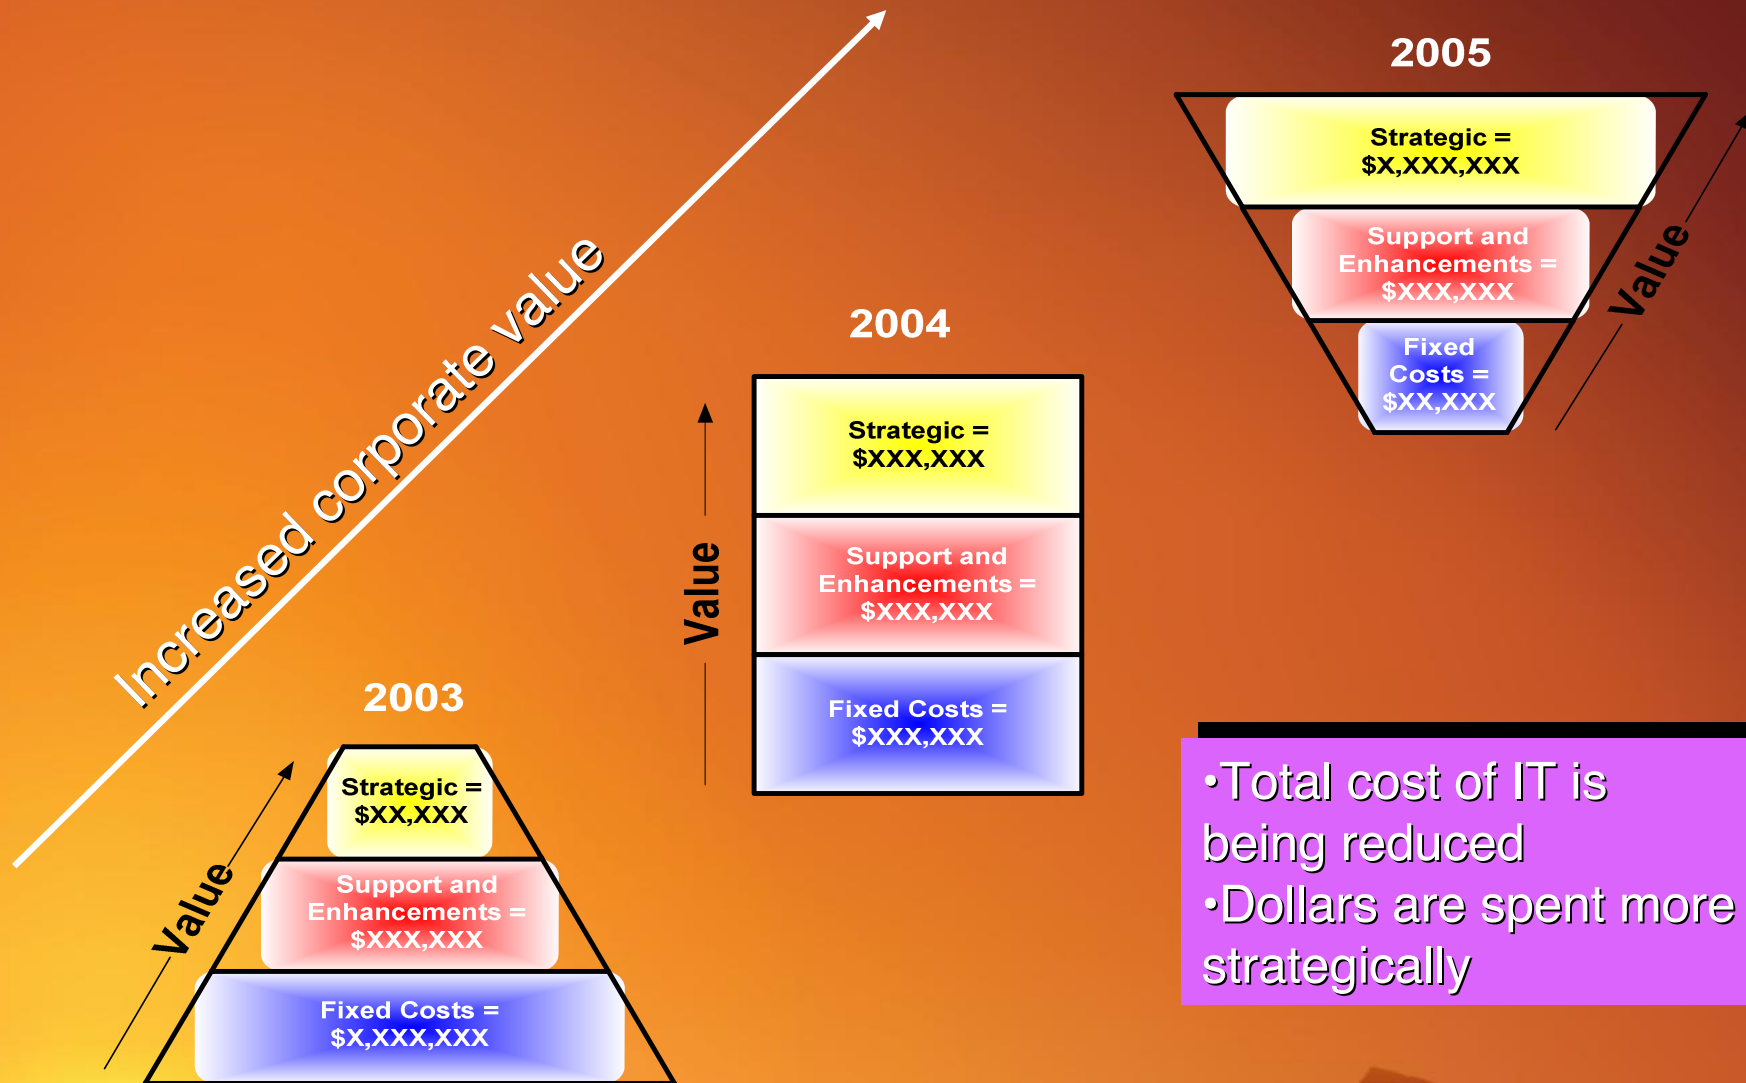 2005
Strategic =
$X,XXX,XXX
Support and
Enhancements =
$XXX,XXX
Fixed
Costs =
$XX,XXX
Value
Increased corporate value
2004
Strategic =
$XXX,XXX
Support and
Enhancements =
$XXX,XXX
Fixed Costs =
$XXX,XXX
Value
2003
Strategic =
$XX,XXX
Support and
Enhancements =
$XXX,XXX
Fixed Costs =
$X,XXX,XXX
Value
•Total cost of IT is
being reduced
•Dollars are spent more
strategically